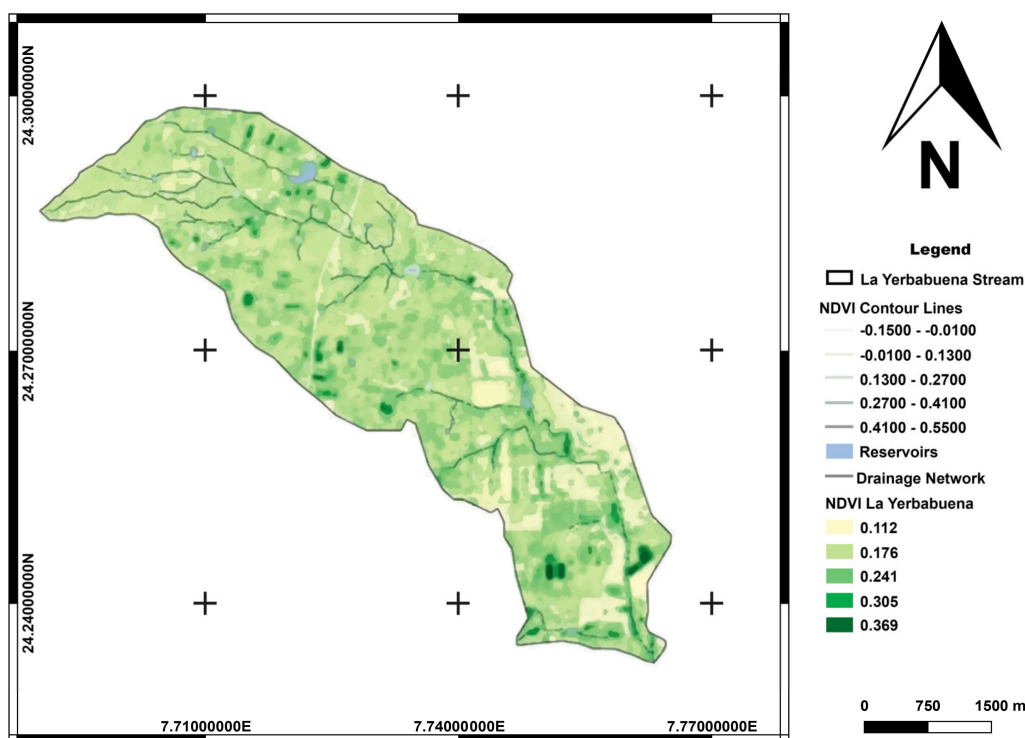 24.30000000N
24.27000000N
24.24000000N
7.71000000E
7.74000000E
7.77000000E
N
Legend
La Yerbabuena Stream
NDVI Contour Lines
-0.1500 - -0.0100
-0.0100 - 0.1300
0.1300 - 0.2700
0.2700 - 0.4100
0.4100 - 0.5500
Reservoirs
Drainage Network
NDVI La Yerbabuena
0.112
0.176
0.241
0.305
0.369
0 750 1500 m